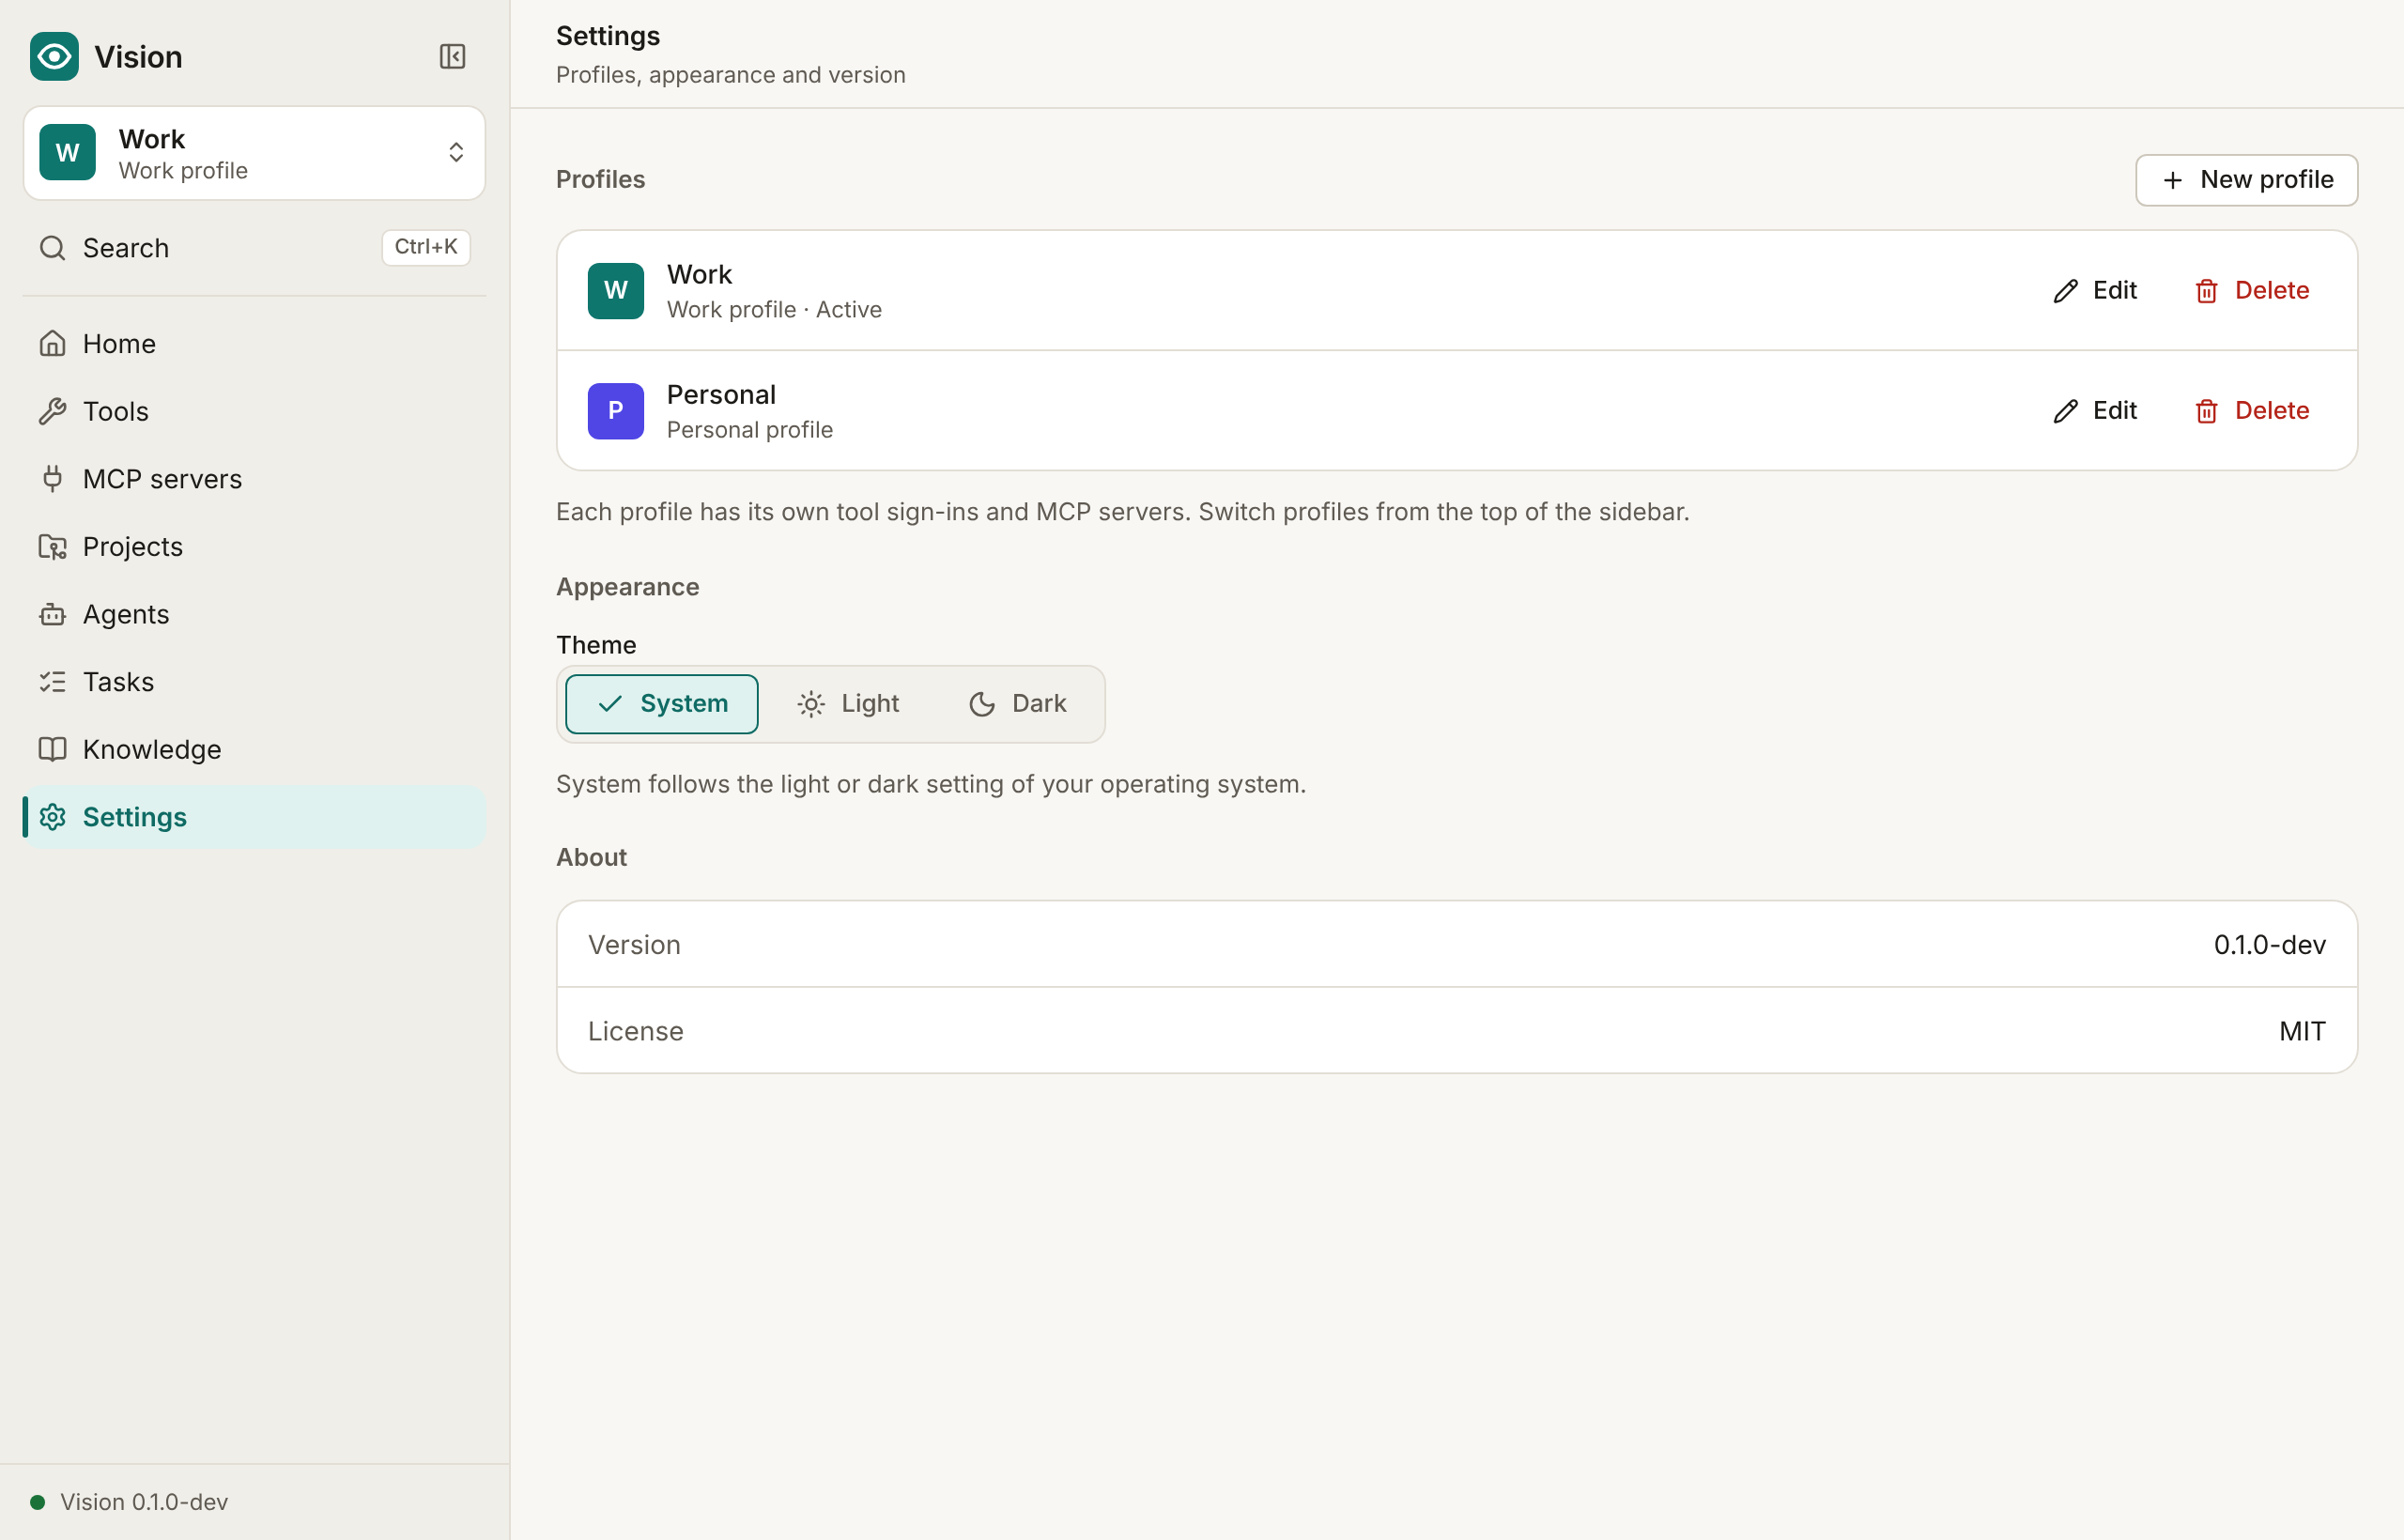 Vision
W
Work
Work profile
Search
Ctrl+K
Home
Tools
MCP servers
Projects
Agents
Tasks
Knowledge
Settings
Vision 0.1.0-dev
Settings
Profiles, appearance and version
Profiles
New profile
W
Work
Work profile · Active
Edit
Delete
P
Personal
Personal profile
Edit
Delete
Each profile has its own tool sign-ins and MCP servers. Switch profiles from the top of the sidebar.
Appearance
Theme
System
Light
Dark
System follows the light or dark setting of your operating system.
About
Version
0.1.0-dev
License
MIT